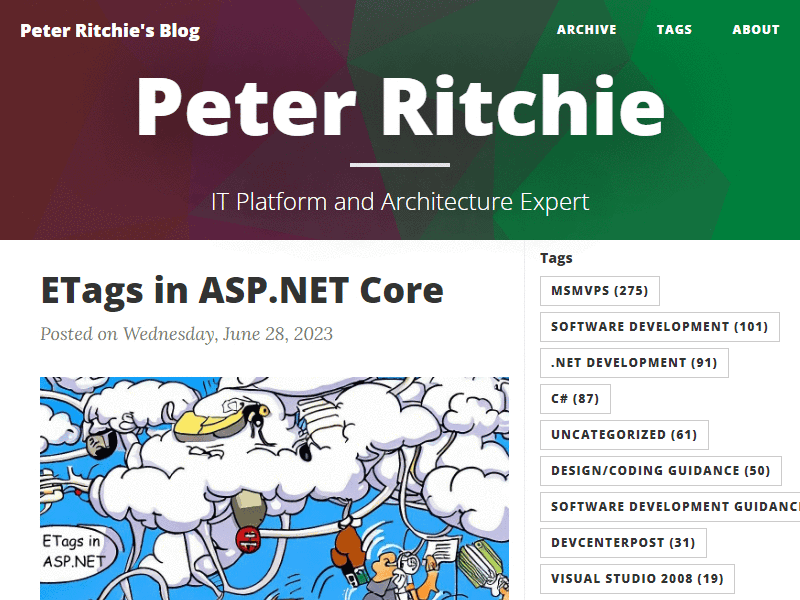 Peter Ritchie's Blog
ARCHIVE TAGS ABOUT
Peter Ritchie
IT Platform and Architecture Expert
ETags in ASP.NET Core
Posted on Wednesday, June 28, 2023
ETags in
ASP.NET
Tags
MSMVPS (275)
SOFTWARE DEVELOPMENT (101)
.NET DEVELOPMENT (91)
C# (87)
UNCATEGORIZED (61)
DESIGN/CODING GUIDANCE (50)
SOFTWARE DEVELOPMENT
DEVCENTERPOST (31)
VISUAL STUDIO 2008 (19)